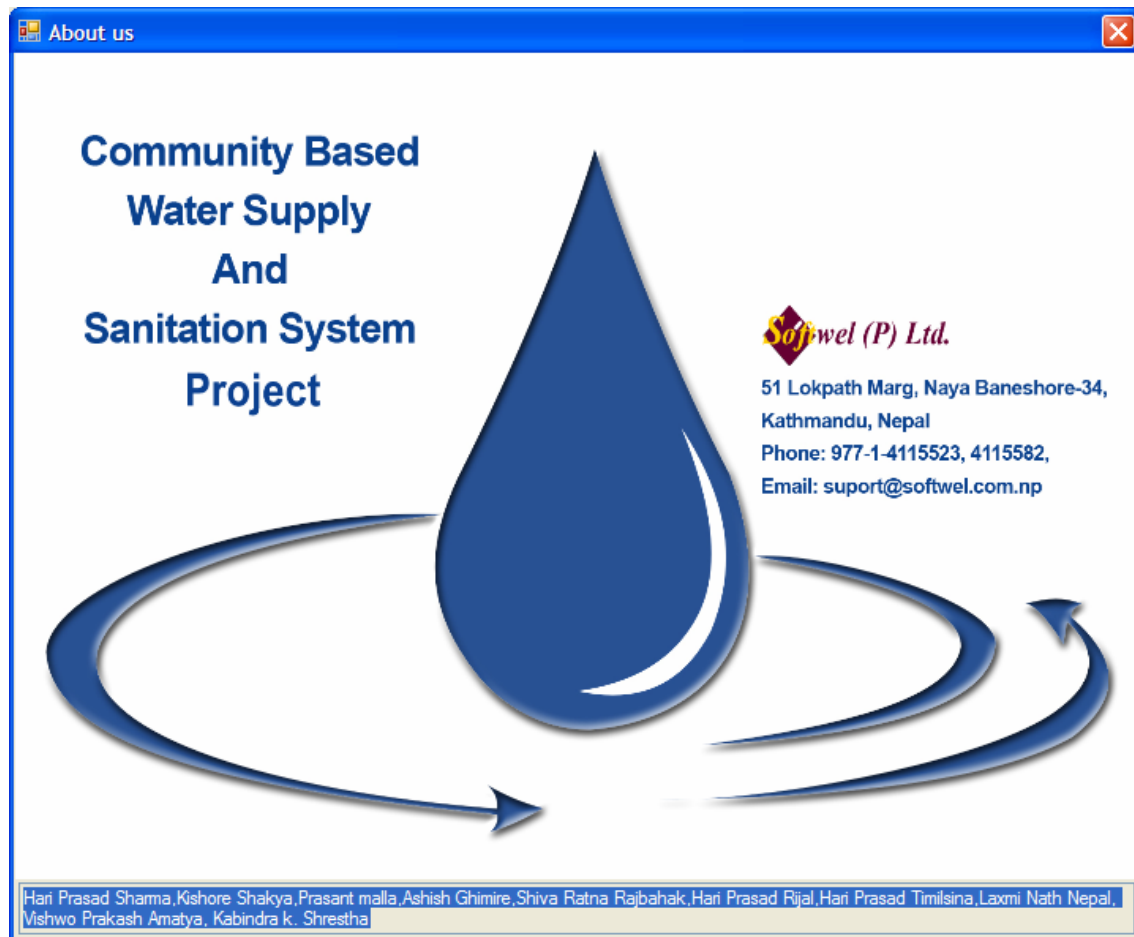 About us
Community Based
Water Supply
And
Sanitation System
Project
Softwel (P) Ltd.
51 Lokpath Marg, Naya Baneshore-34,
Kathmandu, Nepal
Phone: 977-1-4115523, 4115582,
Email: suport@softwel.com.np
Hari Prasad Sharma,Kishore Shakya,Prasant malla,Ashish Ghimire,Shiva Ratna Rajbahak,Hari Prasad Rijal,Hari Prasad Timilsina,Laxmi Nath Nepal,
Vishwo Prakash Amatya, Kabindra k. Shrestha